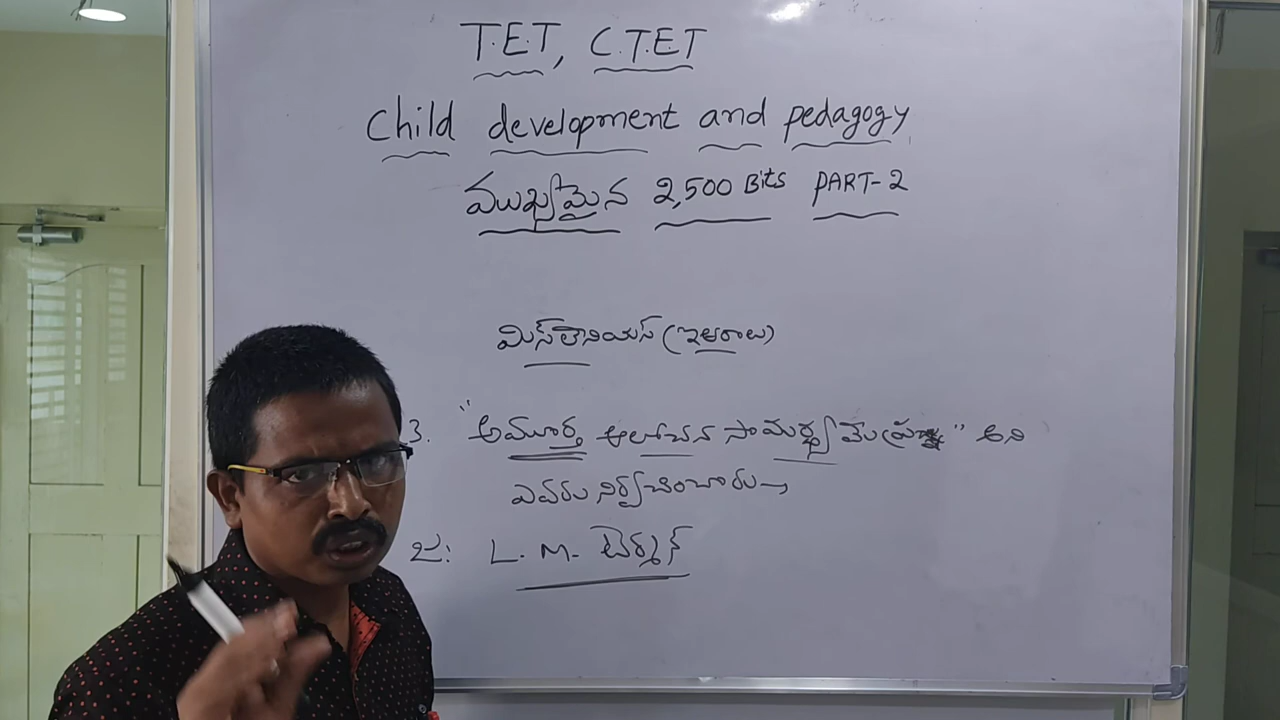 T.E.T, C.T.E.T
Child development and pedagogy
ముఖ్యమైన 2,500 Bits PART-2
మిస్లేనియస్ (ఇతరాలు)
3. "అమూర్త ఆలోచన సామర్థ్యమే ప్రజ్ఞ" అని
ఎవరు నిర్వచించారు→
జ: L. M. టెర్మన్